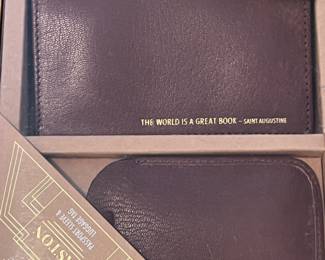 THE WORLD IS A GREAT BOOK – SAINT AUGUSTINE
PASSPORT SLEEVE &
LUGGAGE TAG